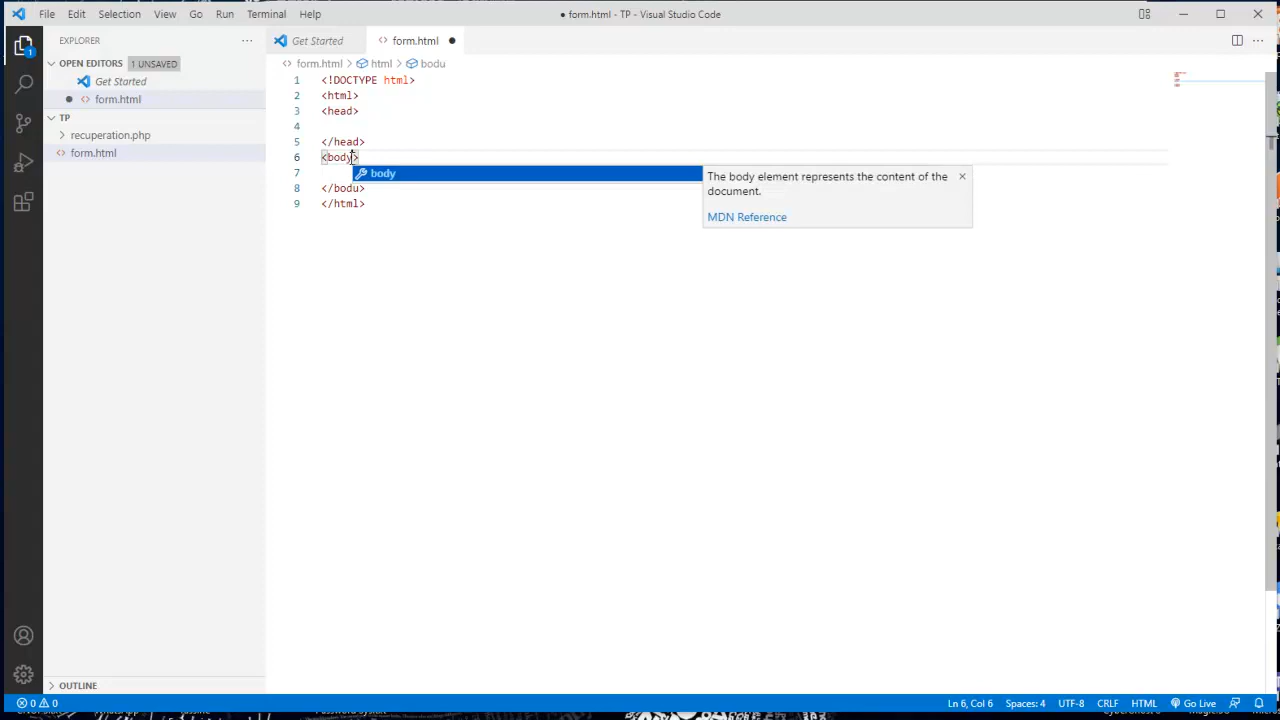 File Edit Selection View Go Run Terminal Help
● form.html - TP - Visual Studio Code
EXPLORER
Get Started
form.html
OPEN EDITORS 1 UNSAVED
form.html > html > bodu
Get Started
form.html
TP
recuperation.php
form.html
1 <!DOCTYPE html>
2 <html>
3 <head>
4
5 </head>
6 <body>
body
7
8 </bodu>
9 </html>
The body element represents the content of the
document.
MDN Reference
OUTLINE
0 0
Ln 6, Col 6 Spaces: 4 UTF-8 CRLF HTML Go Live
1